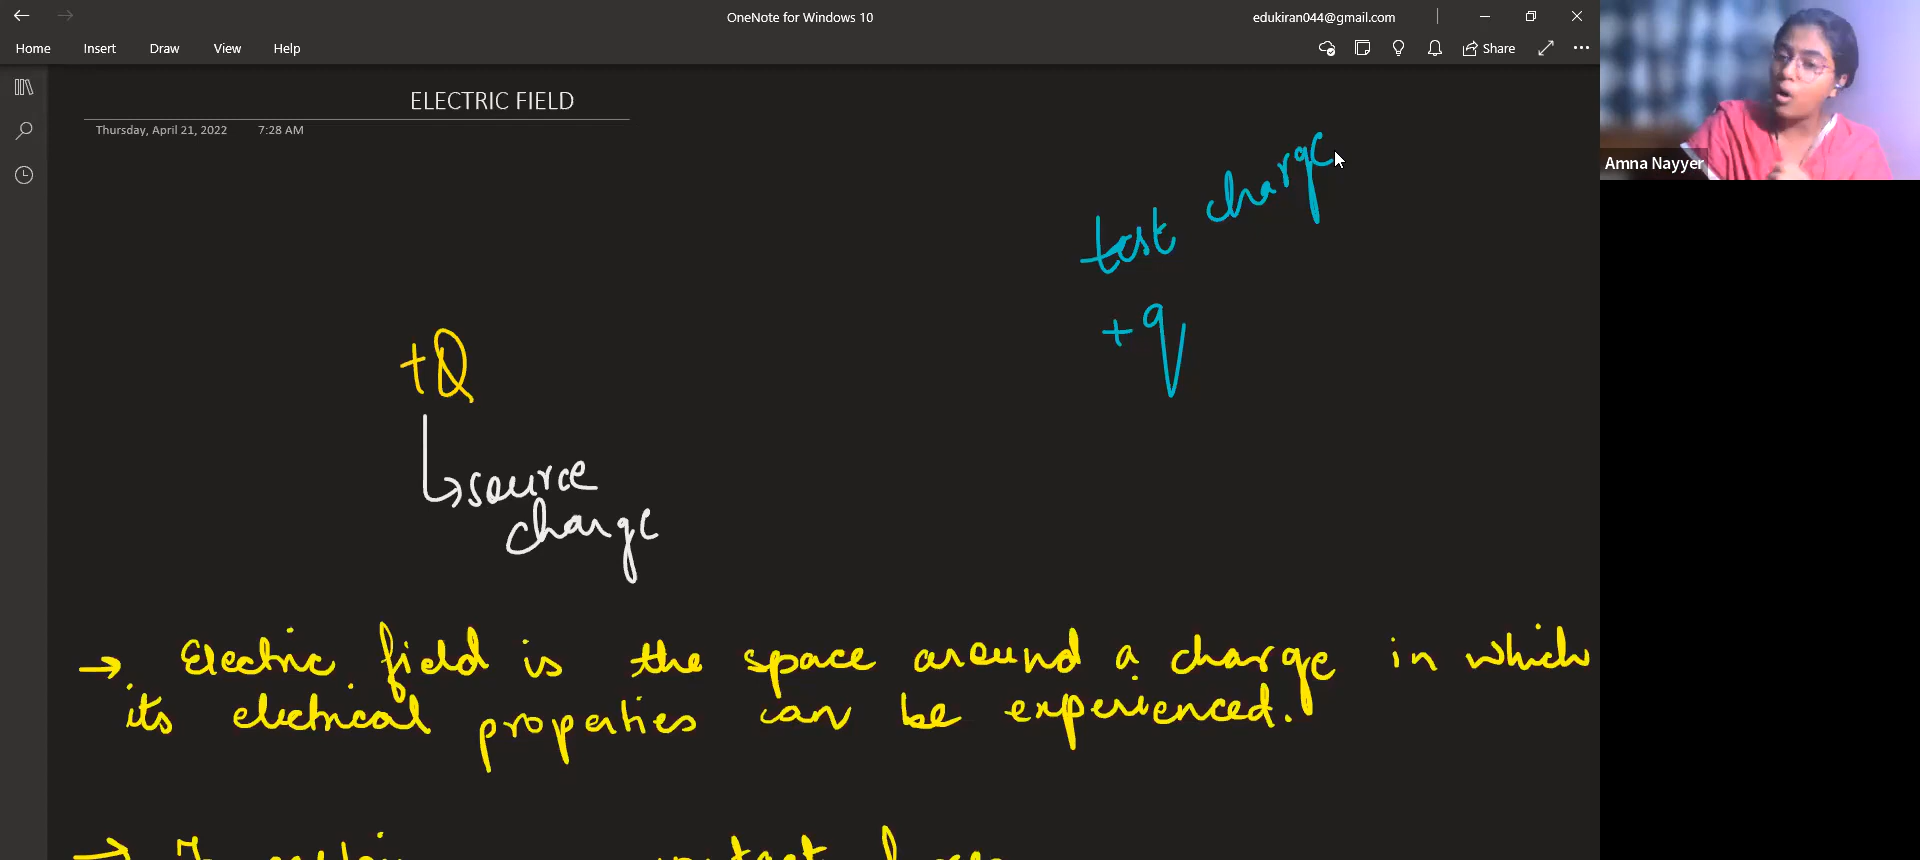 OneNote for Windows 10
edukiran044@gmail.com
Home Insert Draw View Help
Share
ELECTRIC FIELD
Thursday, April 21, 2022 7:28 AM
Amna Nayyer
test charge
+q
+Q
source
charge
→ Electric field is the space around a charge in which
its electrical properties can be experienced.